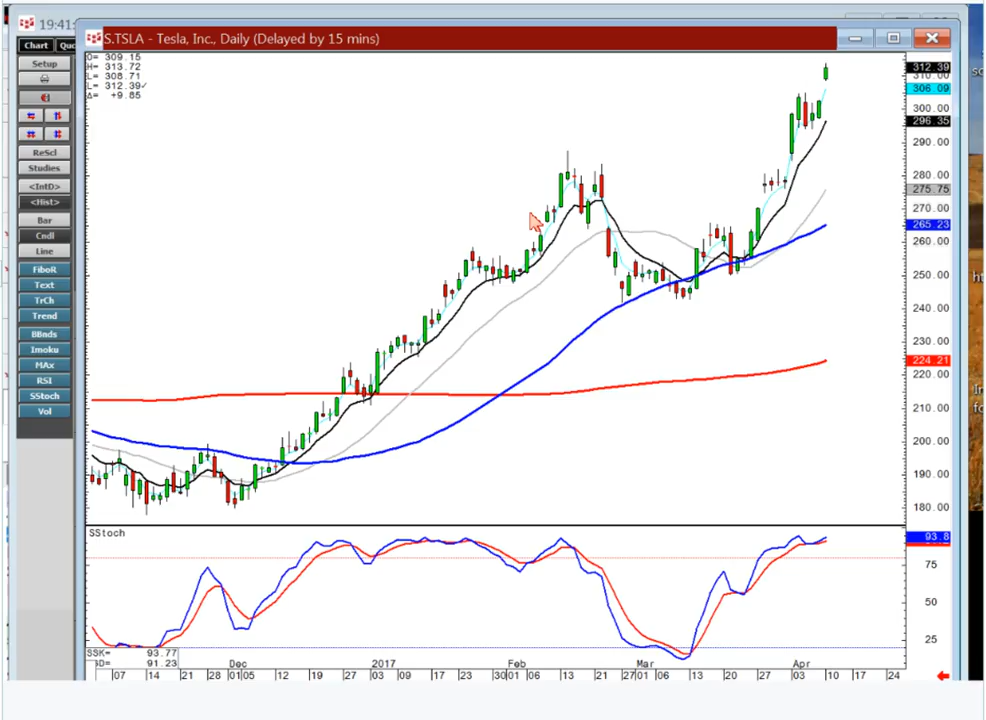 19:41:
S.TSLA - Tesla, Inc., Daily (Delayed by 15 mins)
Chart
Setup
ReScl
Studies
<IntD>
<Hist>
Bar
Cndl
Line
FiboR
Text
TrCh
Trend
BBnds
Imoku
MAx
RSI
SStoch
Vol
O= 309.15
H= 313.72
L= 308.71
L= 312.39✓
Δ= +9.85
312.39
310.00
306.09
300.00
296.35
290.00
280.00
275.75
270.00
265.23
260.00
250.00
240.00
230.00
224.21
220.00
210.00
200.00
190.00
180.00
SStoch
93.8
75
50
25
SSK= 93.77
SD= 91.23
Dec 2017 Feb Mar Apr
07 14 21 28 01 05 12 19 27 03 09 17 23 30 01 06 13 21 27 01 06 13 20 27 03 10 17 24